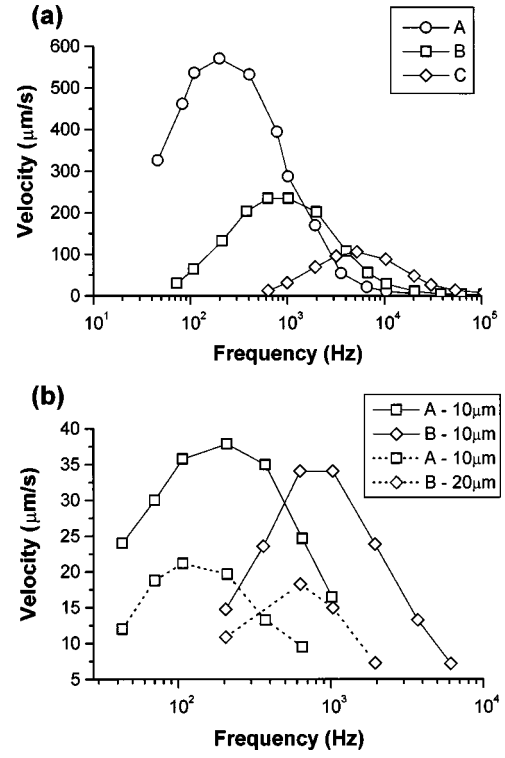 (a)
A
B
C
600
500
400
300
200
100
0
Velocity (μm/s)
10¹ 10² 10³ 10⁴ 10⁵
Frequency (Hz)
(b)
A - 10μm
B - 10μm
A - 10μm
B - 20μm
40
35
30
25
20
15
10
5
Velocity (μm/s)
10² 10³ 10⁴
Frequency (Hz)